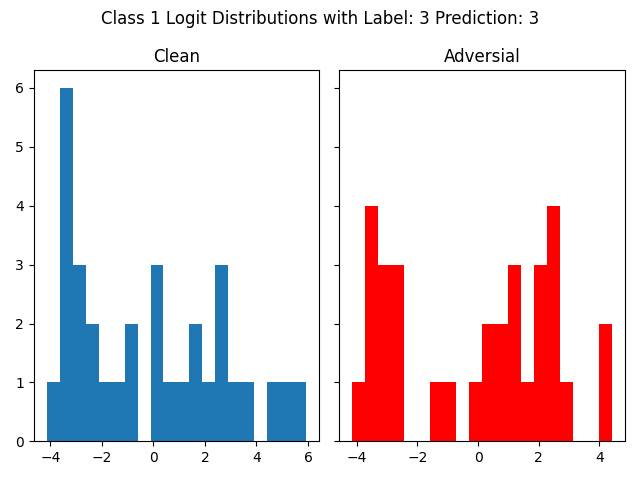 Class 1 Logit Distributions with Label: 3 Prediction: 3
Clean
Adversial
6
5
4
3
2
1
0
−4 −2 0 2 4 6
−4 −2 0 2 4